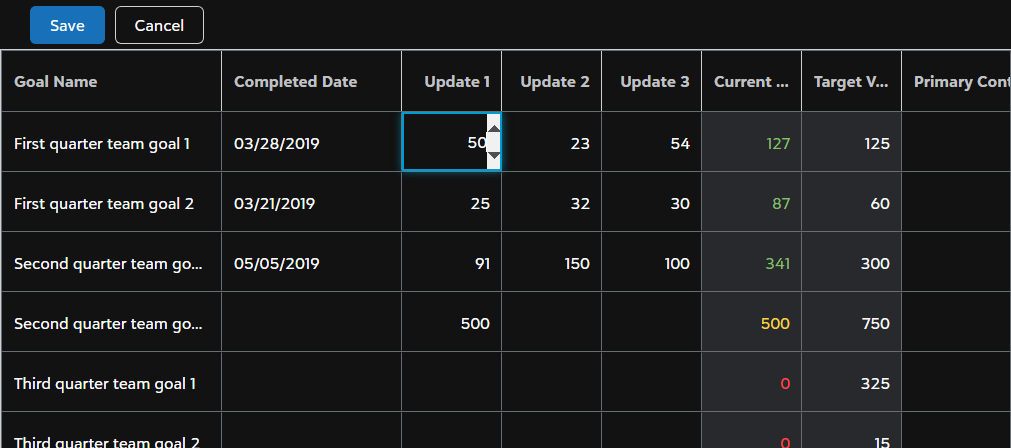 Save Cancel
Goal Name Completed Date Update 1 Update 2 Update 3 Current ... Target V... Primary Cont
First quarter team goal 1 03/28/2019 50 23 54 127 125
First quarter team goal 2 03/21/2019 25 32 30 87 60
Second quarter team go... 05/05/2019 91 150 100 341 300
Second quarter team go... 500 500 750
Third quarter team goal 1 0 325
Third quarter team goal 2 0 15